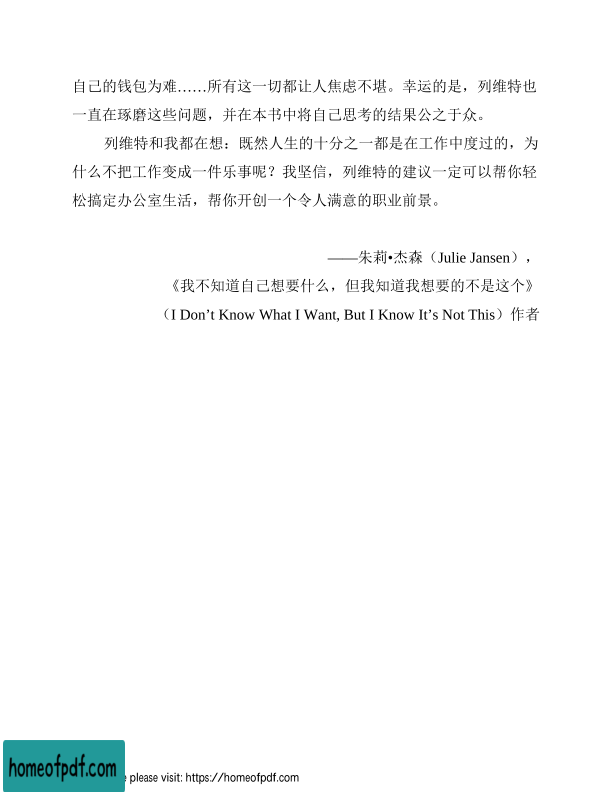 自己的钱包为难……所有这一切都让人焦虑不堪。幸运的是，列维特也
一直在琢磨这些问题，并在本书中将自己思考的结果公之于众。
列维特和我都在想：既然人生的十分之一都是在工作中度过的，为
什么不把工作变成一件乐事呢？我坚信，列维特的建议一定可以帮你轻
松搞定办公室生活，帮你开创一个令人满意的职业前景。
——朱莉•杰森（Julie Jansen），
《我不知道自己想要什么，但我知道我想要的不是这个》
（I Don’t Know What I Want, But I Know It’s Not This）作者
homeofpdf.com
please visit: https://homeofpdf.com